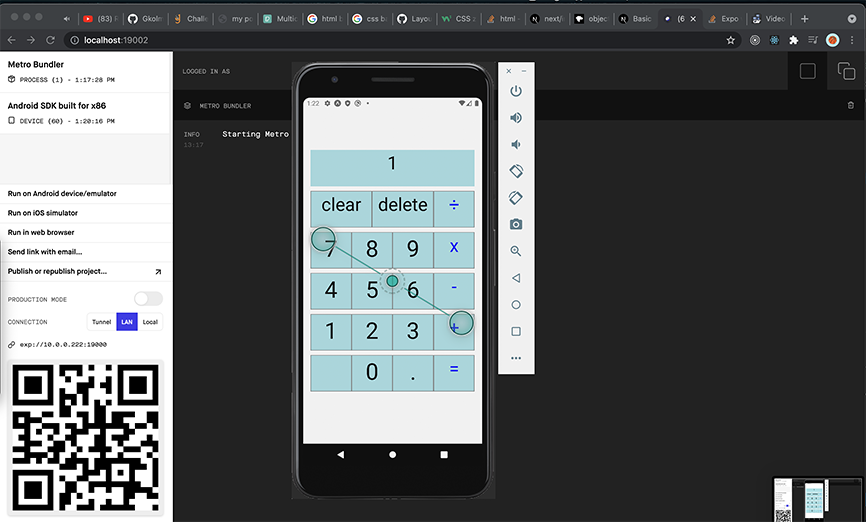 (83) F
Gkolm
Challe
my po
Multic
html b
css be
Layou
CSS a
html -
next/i
object
Basic
(6
Expo
Video
localhost:19002
Metro Bundler
PROCESS (1) - 1:17:28 PM
Android SDK built for x86
DEVICE (60) - 1:20:16 PM
Run on Android device/emulator
Run on iOS simulator
Run in web browser
Send link with email...
Publish or republish project...
PRODUCTION MODE
CONNECTION
Tunnel
LAN
Local
exp://10.0.0.222:19000
LOGGED IN AS
METRO BUNDLER
INFO
13:17
Starting Metro
1:22
1
clear delete ÷
7 8 9 x
4 5 6 -
1 2 3 +
0 . =